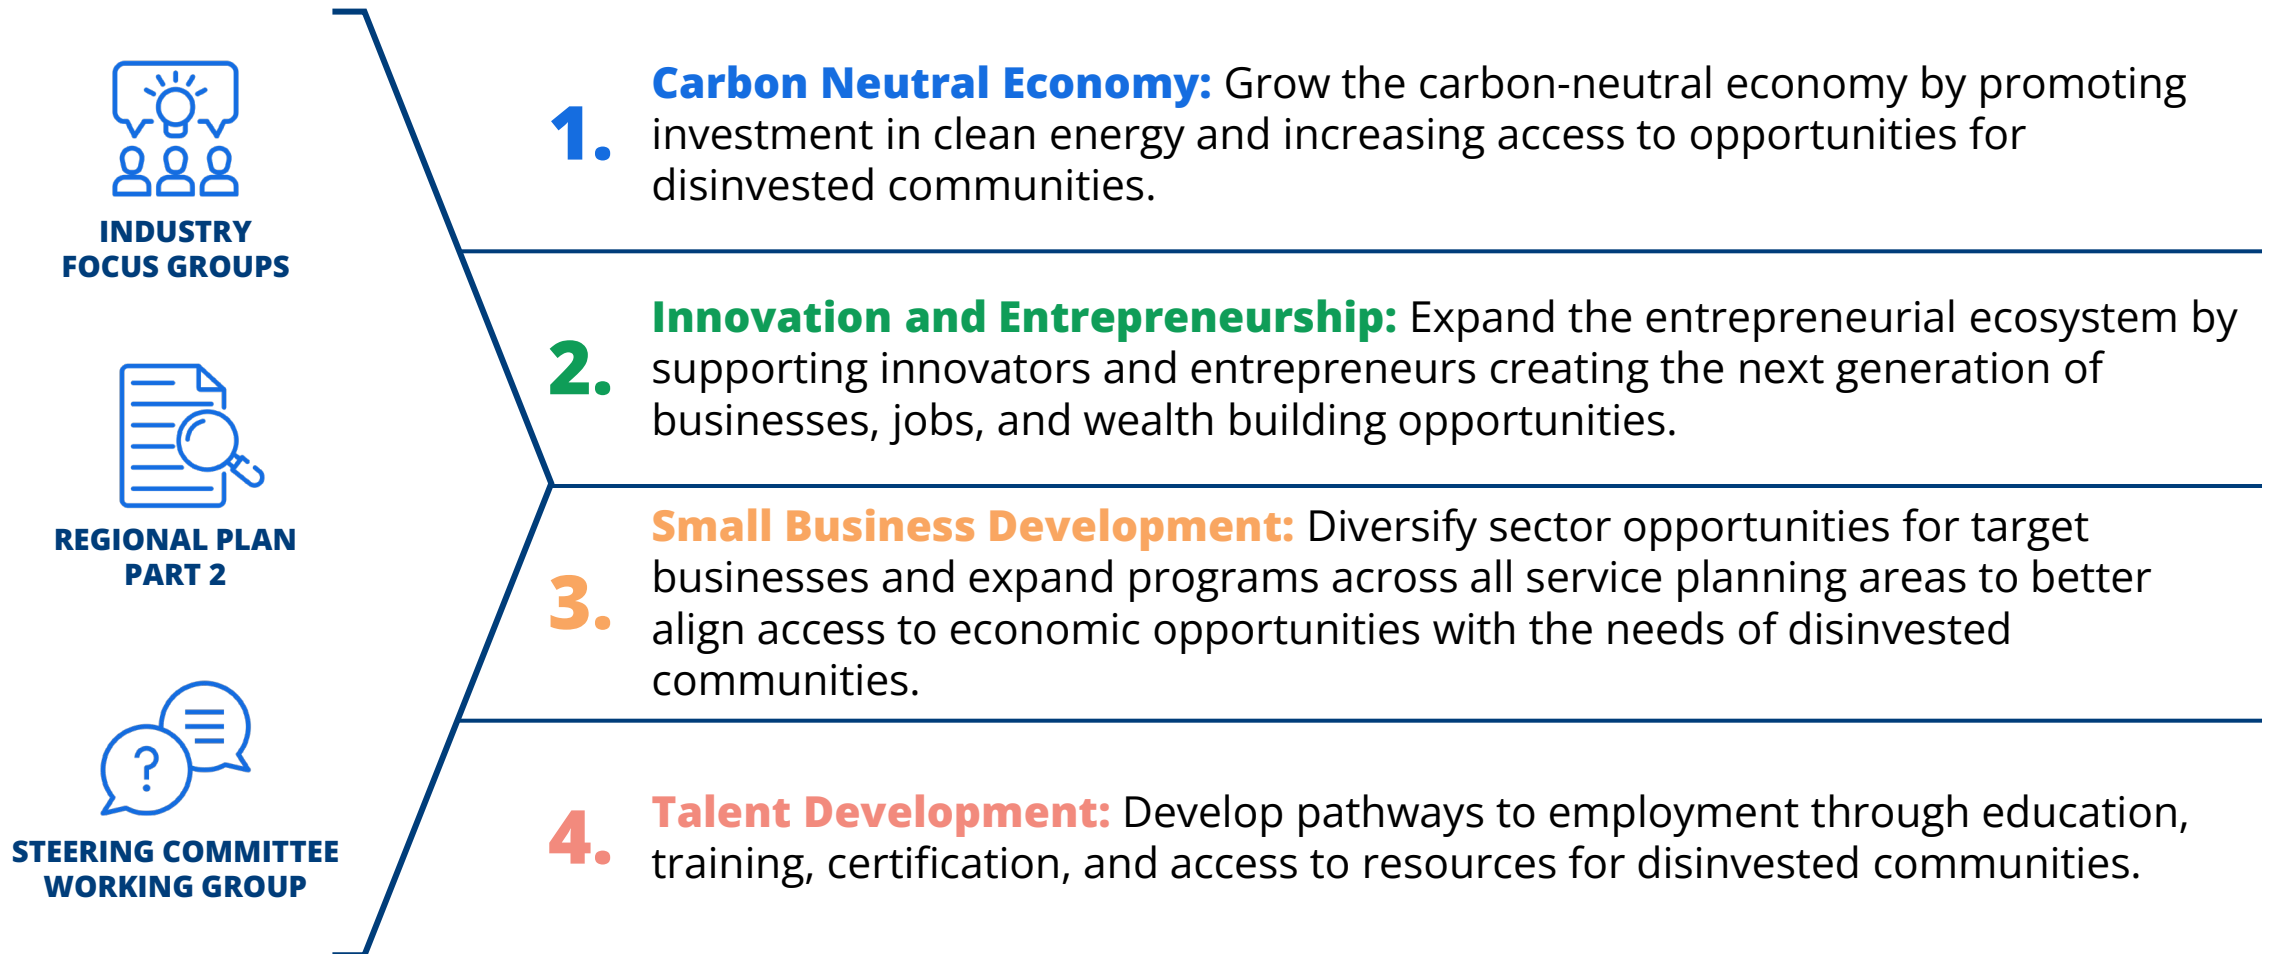 INDUSTRY
FOCUS GROUPS
REGIONAL PLAN
PART 2
?
STEERING COMMITTEE
WORKING GROUP
1.
Carbon Neutral Economy: Grow the carbon-neutral economy by promoting
investment in clean energy and increasing access to opportunities for
disinvested communities.
2.
Innovation and Entrepreneurship: Expand the entrepreneurial ecosystem by
supporting innovators and entrepreneurs creating the next generation of
businesses, jobs, and wealth building opportunities.
3.
Small Business Development: Diversify sector opportunities for target
businesses and expand programs across all service planning areas to better
align access to economic opportunities with the needs of disinvested
communities.
4.
Talent Development: Develop pathways to employment through education,
training, certification, and access to resources for disinvested communities.